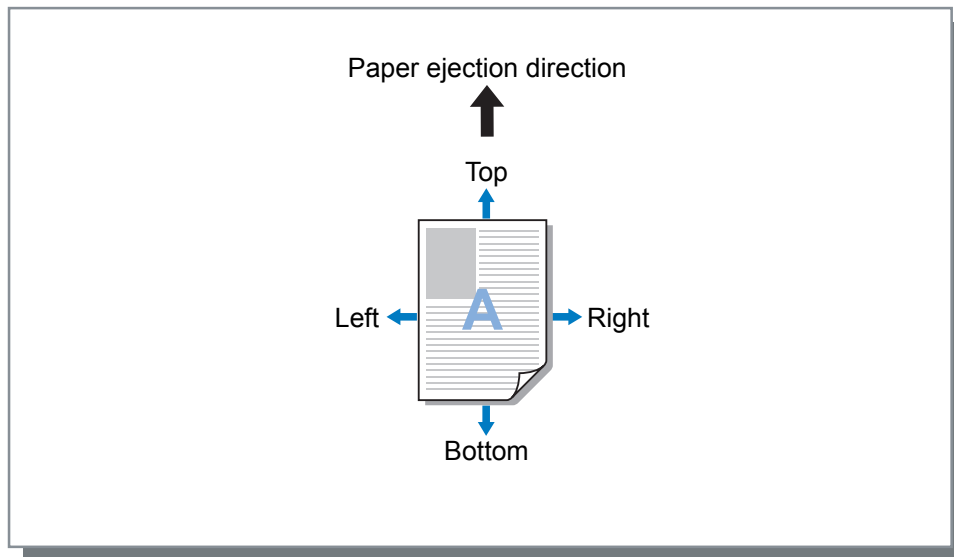 Paper ejection direction
Top
A
Left
Right
Bottom